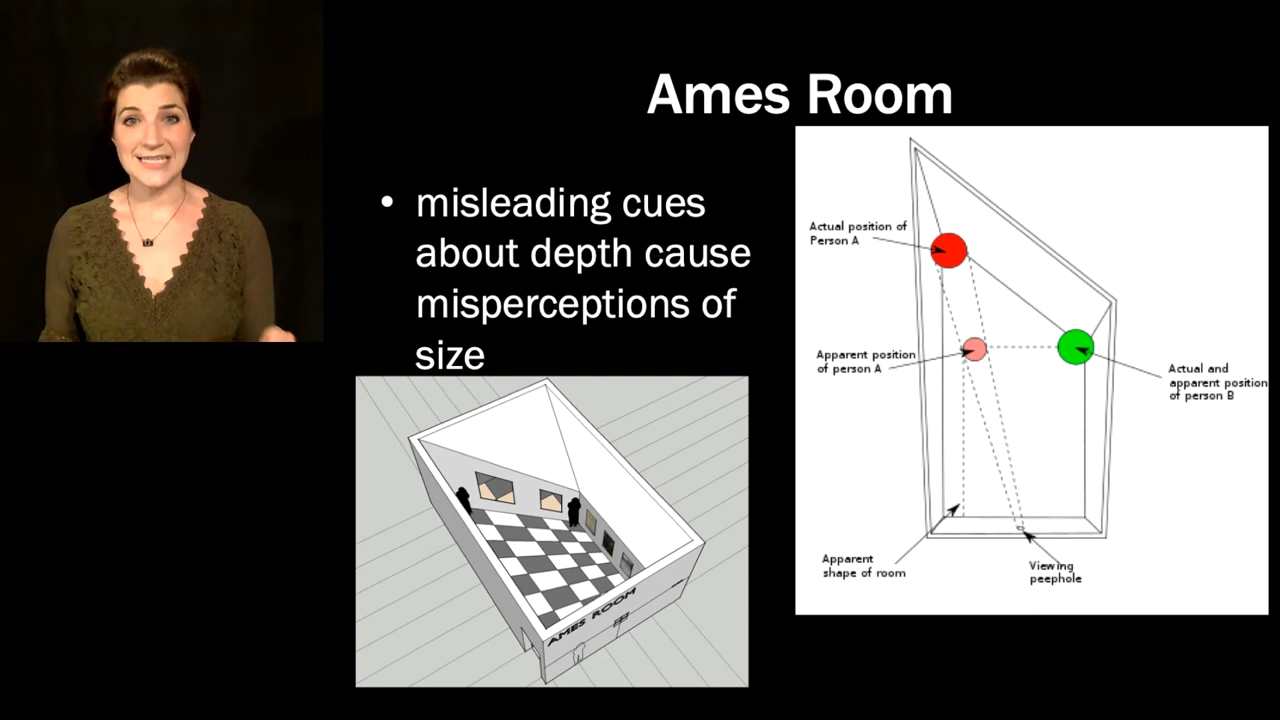 Ames Room
• misleading cues
about depth cause
misperceptions of
size
Actual position of
Person A
Apparent position
of person A
Actual and
apparent position
of person B
Apparent
shape of room
Viewing
peephole
AMES ROOM